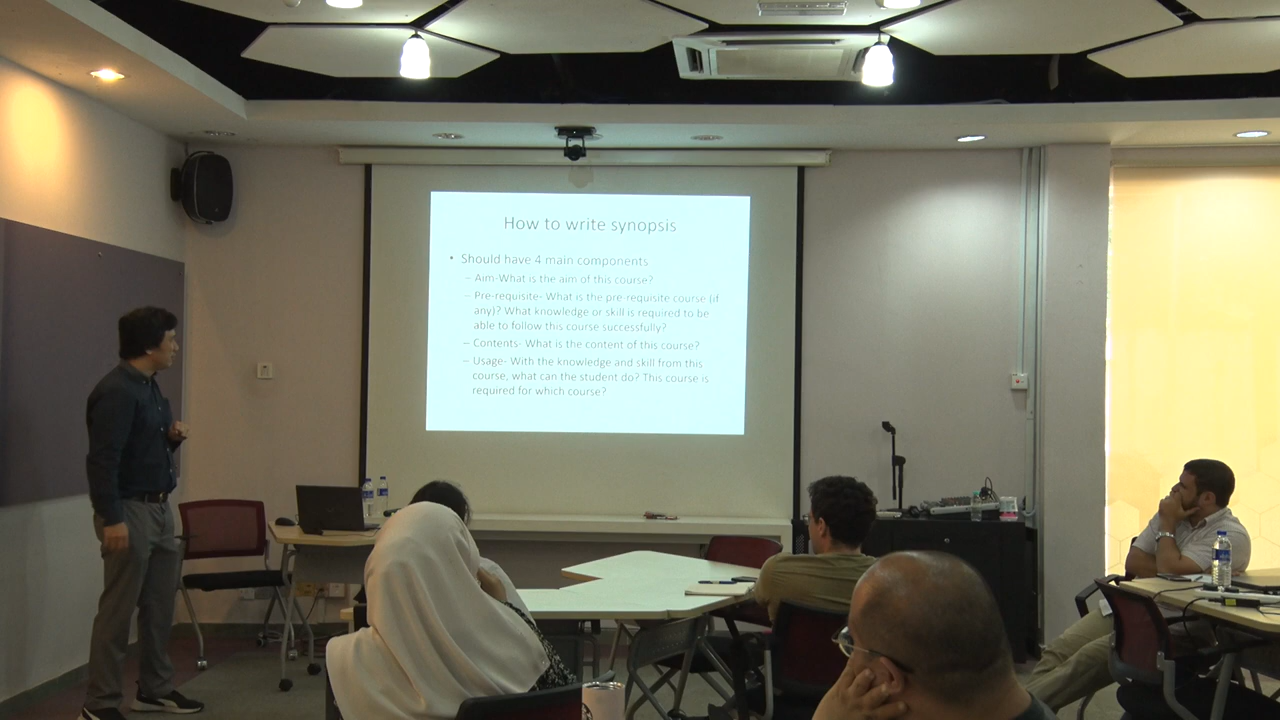 How to write synopsis
• Should have 4 main components
– Aim-What is the aim of this course?
– Pre-requisite- What is the pre-requisite course (if
any)? What knowledge or skill is required to be
able to follow this course successfully?
– Contents- What is the content of this course?
– Usage- With the knowledge and skill from this
course, what can the student do? This course is
required for which course?